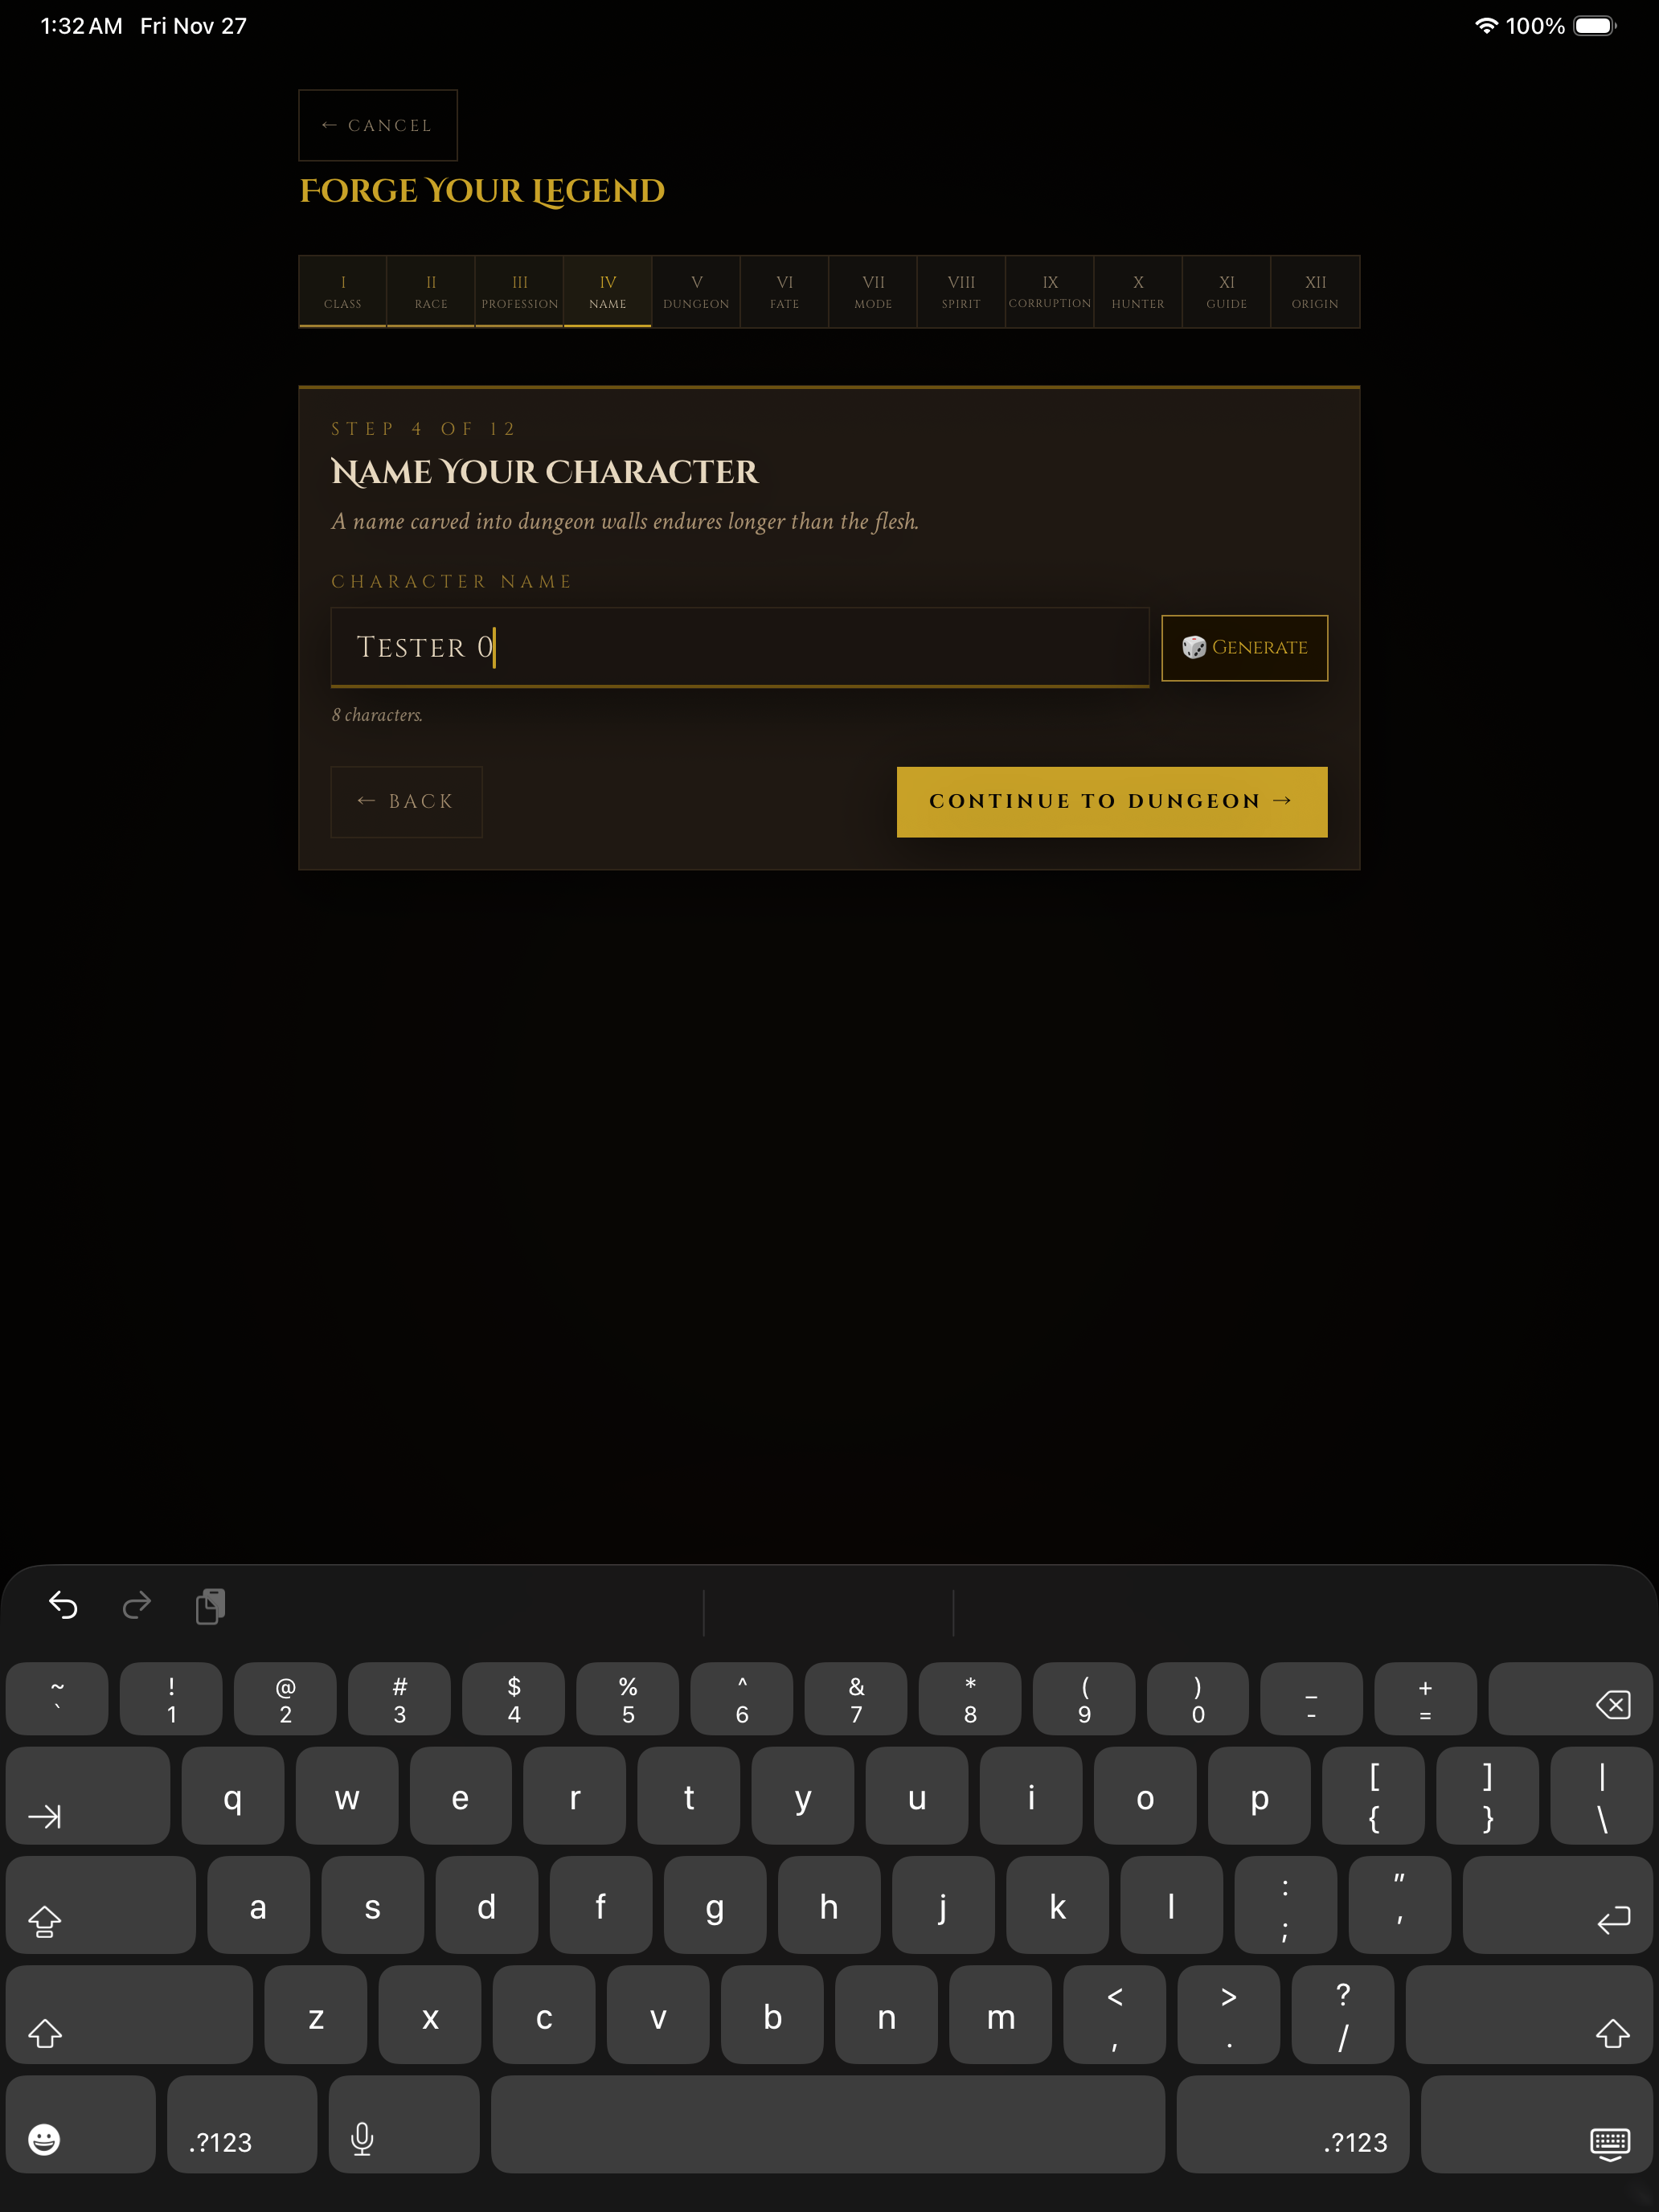 1:32 AM Fri Nov 27
100%
← CANCEL
FORGE YOUR LEGEND
I II III IV V VI VII VIII IX X XI XII
CLASS RACE PROFESSION NAME DUNGEON FATE MODE SPIRIT CORRUPTION HUNTER GUIDE ORIGIN
STEP 4 OF 12
NAME YOUR CHARACTER
A name carved into dungeon walls endures longer than the flesh.
CHARACTER NAME
TESTER 0
GENERATE
8 characters.
← BACK
CONTINUE TO DUNGEON →
~ ! @ # $ % ^ & * ( ) _ +
` 1 2 3 4 5 6 7 8 9 0 - =
q w e r t y u i o p [ ] |
{ } \
a s d f g h j k l : "
; '
z x c v b n m < > ?
, . /
.?123 .?123